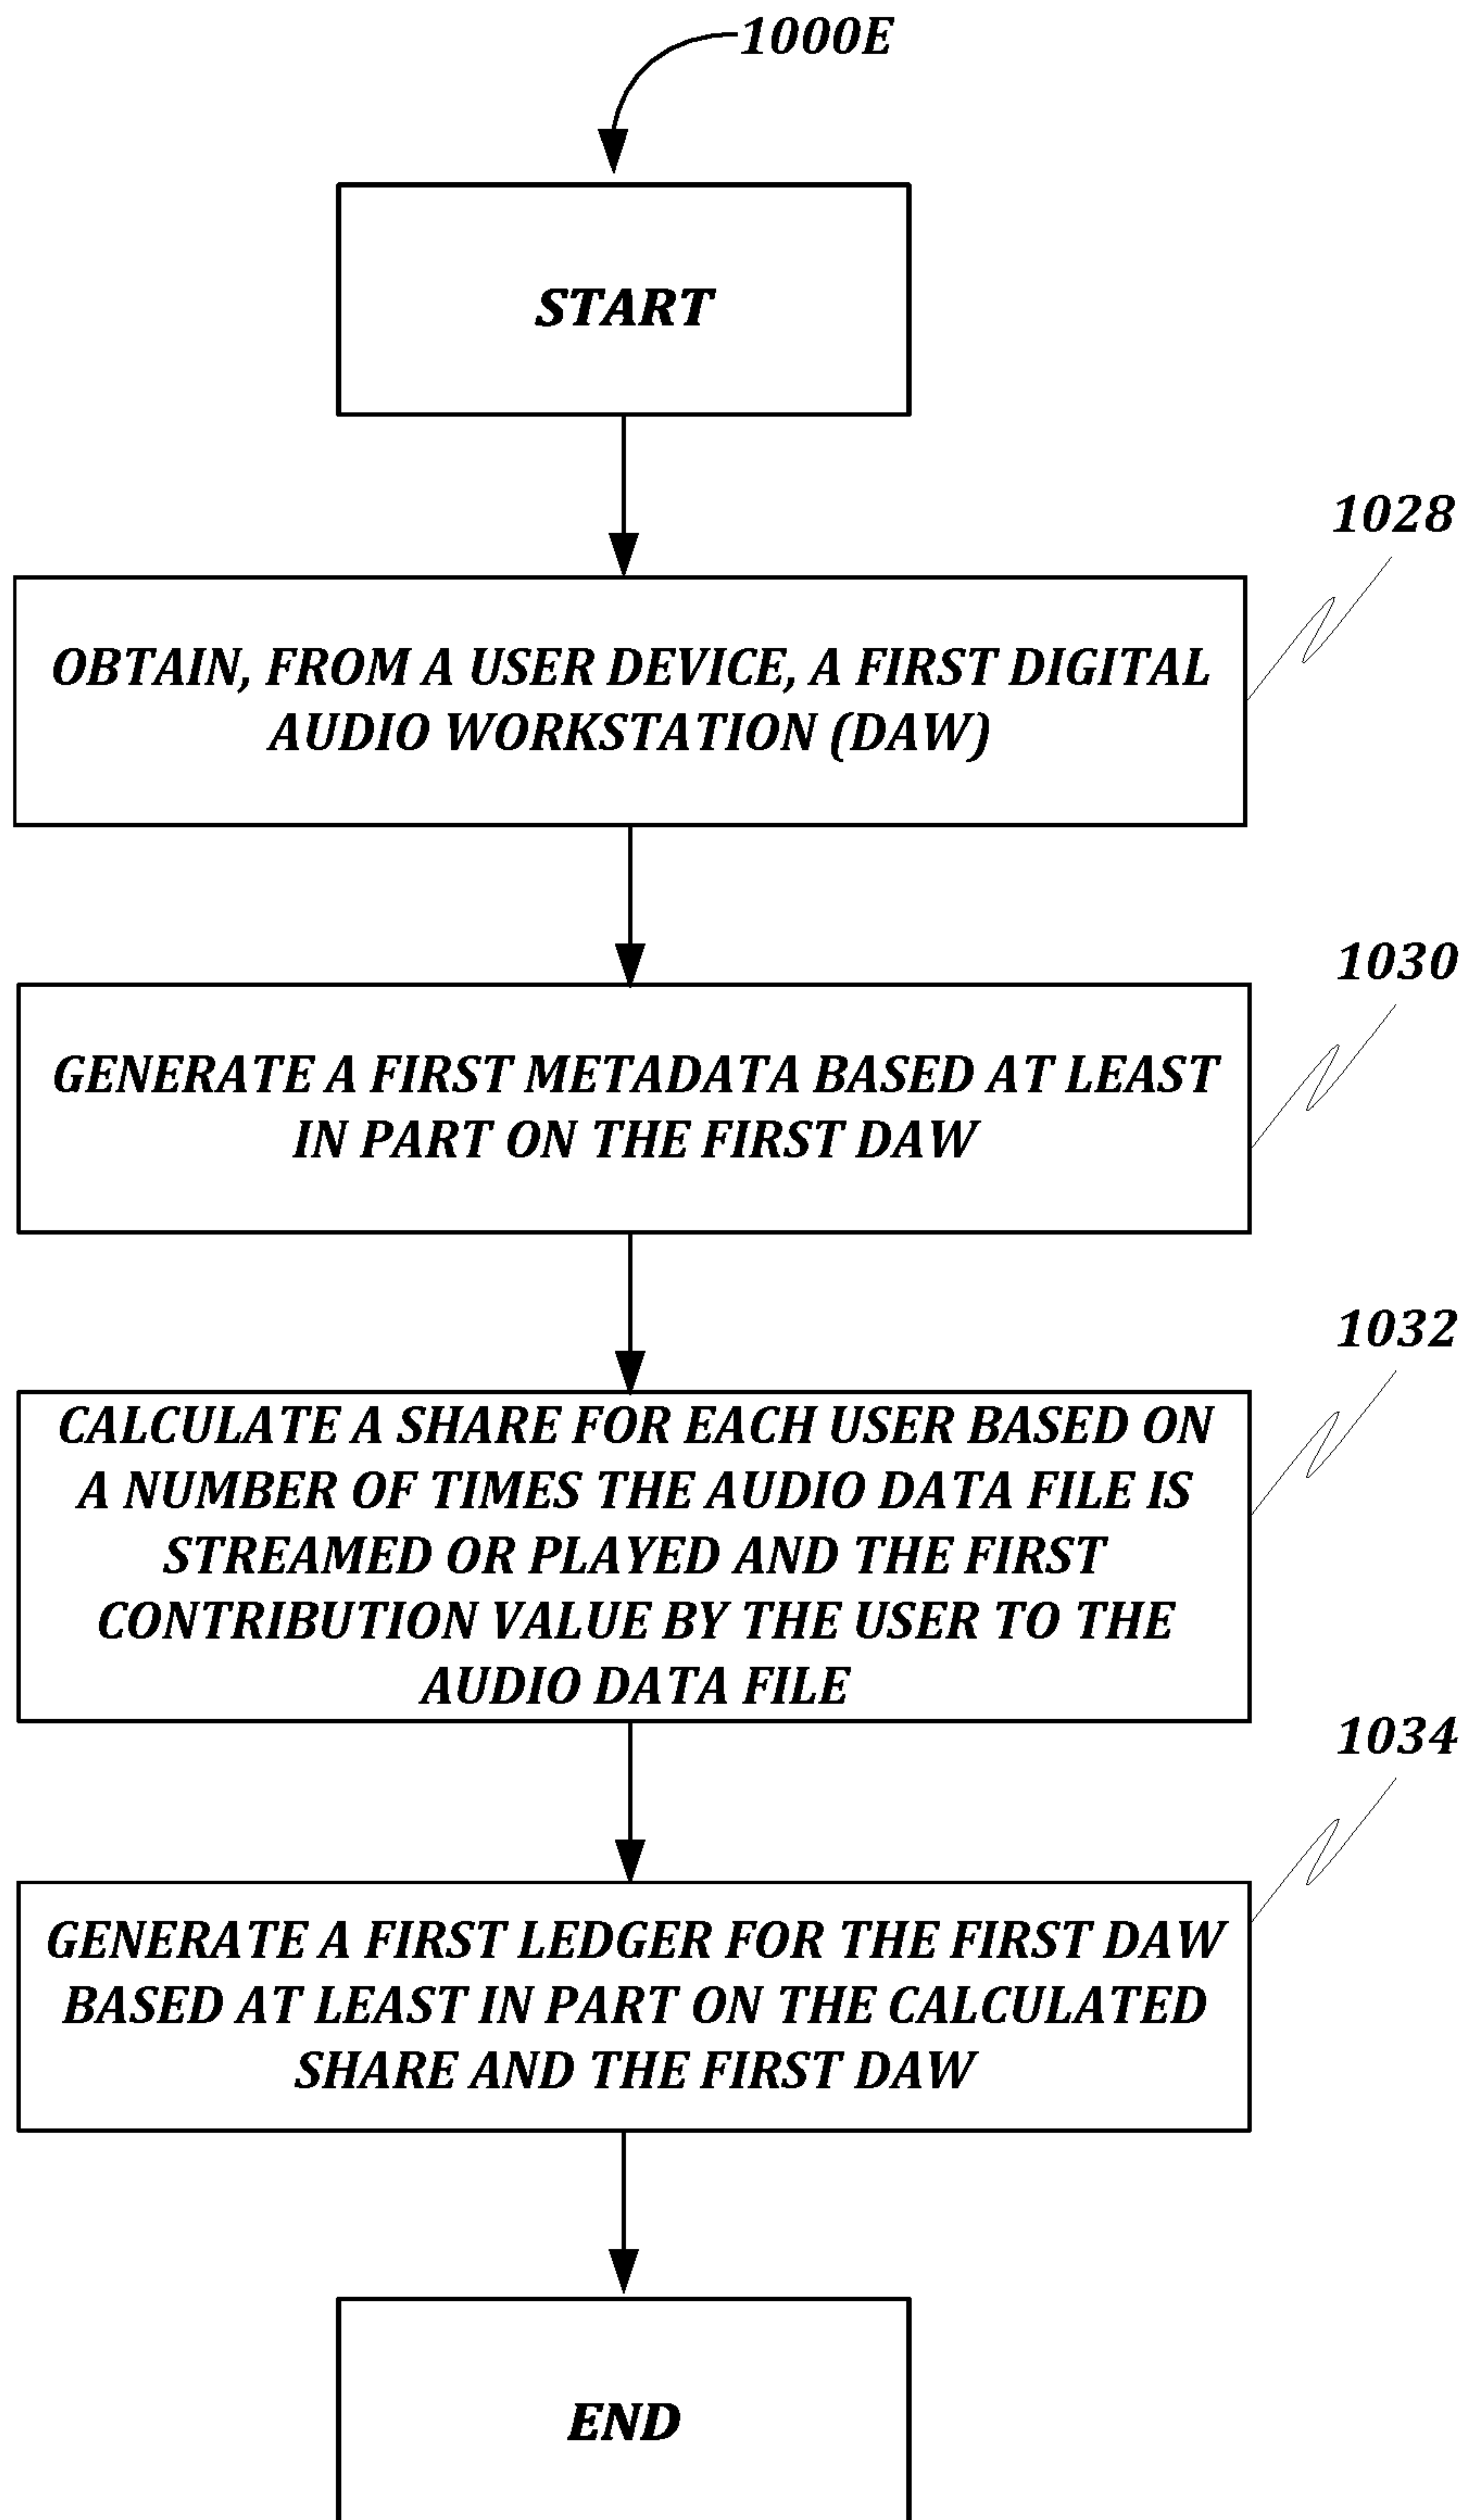 1000E
START
1028
OBTAIN, FROM A USER DEVICE, A FIRST DIGITAL
AUDIO WORKSTATION (DAW)
1030
GENERATE A FIRST METADATA BASED AT LEAST
IN PART ON THE FIRST DAW
1032
CALCULATE A SHARE FOR EACH USER BASED ON
A NUMBER OF TIMES THE AUDIO DATA FILE IS
STREAMED OR PLAYED AND THE FIRST
CONTRIBUTION VALUE BY THE USER TO THE
AUDIO DATA FILE
1034
GENERATE A FIRST LEDGER FOR THE FIRST DAW
BASED AT LEAST IN PART ON THE CALCULATED
SHARE AND THE FIRST DAW
END